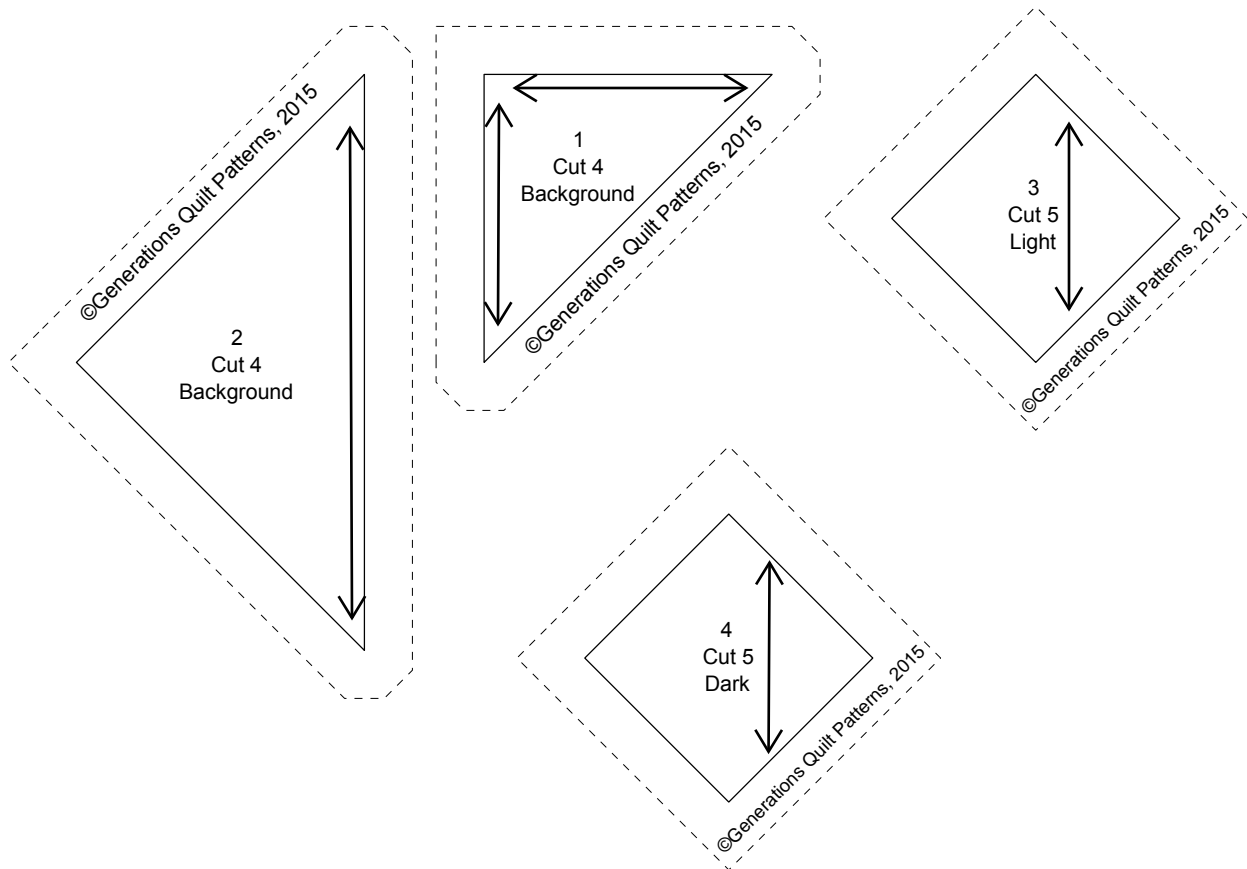 ©Generations Quilt Patterns, 2015
2
Cut 4
Background
1
Cut 4
Background
©Generations Quilt Patterns, 2015
3
Cut 5
Light
©Generations Quilt Patterns, 2015
4
Cut 5
Dark
©Generations Quilt Patterns, 2015